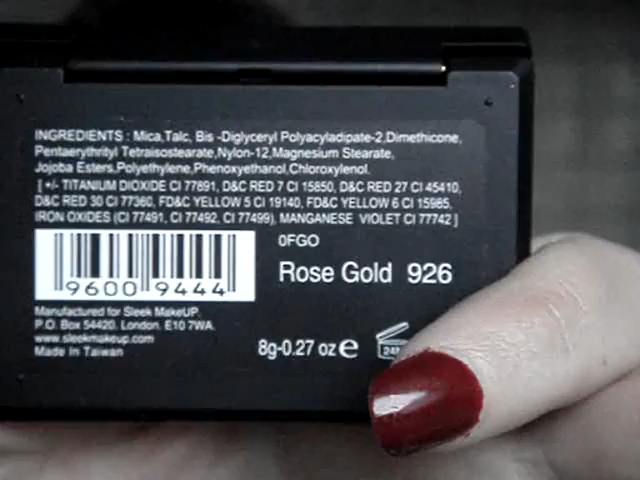 INGREDIENTS : Mica,Talc, Bis -Diglyceryl Polyacyladipate-2,Dimethicone,
Pentaerythrityl Tetraisostearate,Nylon-12,Magnesium Stearate,
Jojoba Esters,Polyethylene,Phenoxyethanol,Chloroxylenol.
[ +/- TITANIUM DIOXIDE CI 77891, D&C RED 7 CI 15850, D&C RED 27 CI 45410,
D&C RED 30 CI 77360, FD&C YELLOW 5 CI 19140, FD&C YELLOW 6 CI 15985,
IRON OXIDES (CI 77491, CI 77492, CI 77499), MANGANESE VIOLET CI 77742 ]
0FGO
Rose Gold 926
9600 9444
Manufactured for Sleek MakeUP,
P.O. Box 54420, London, E10 7WA.
www.sleekmakeup.com
Made In Taiwan
8g-0.27 oz e